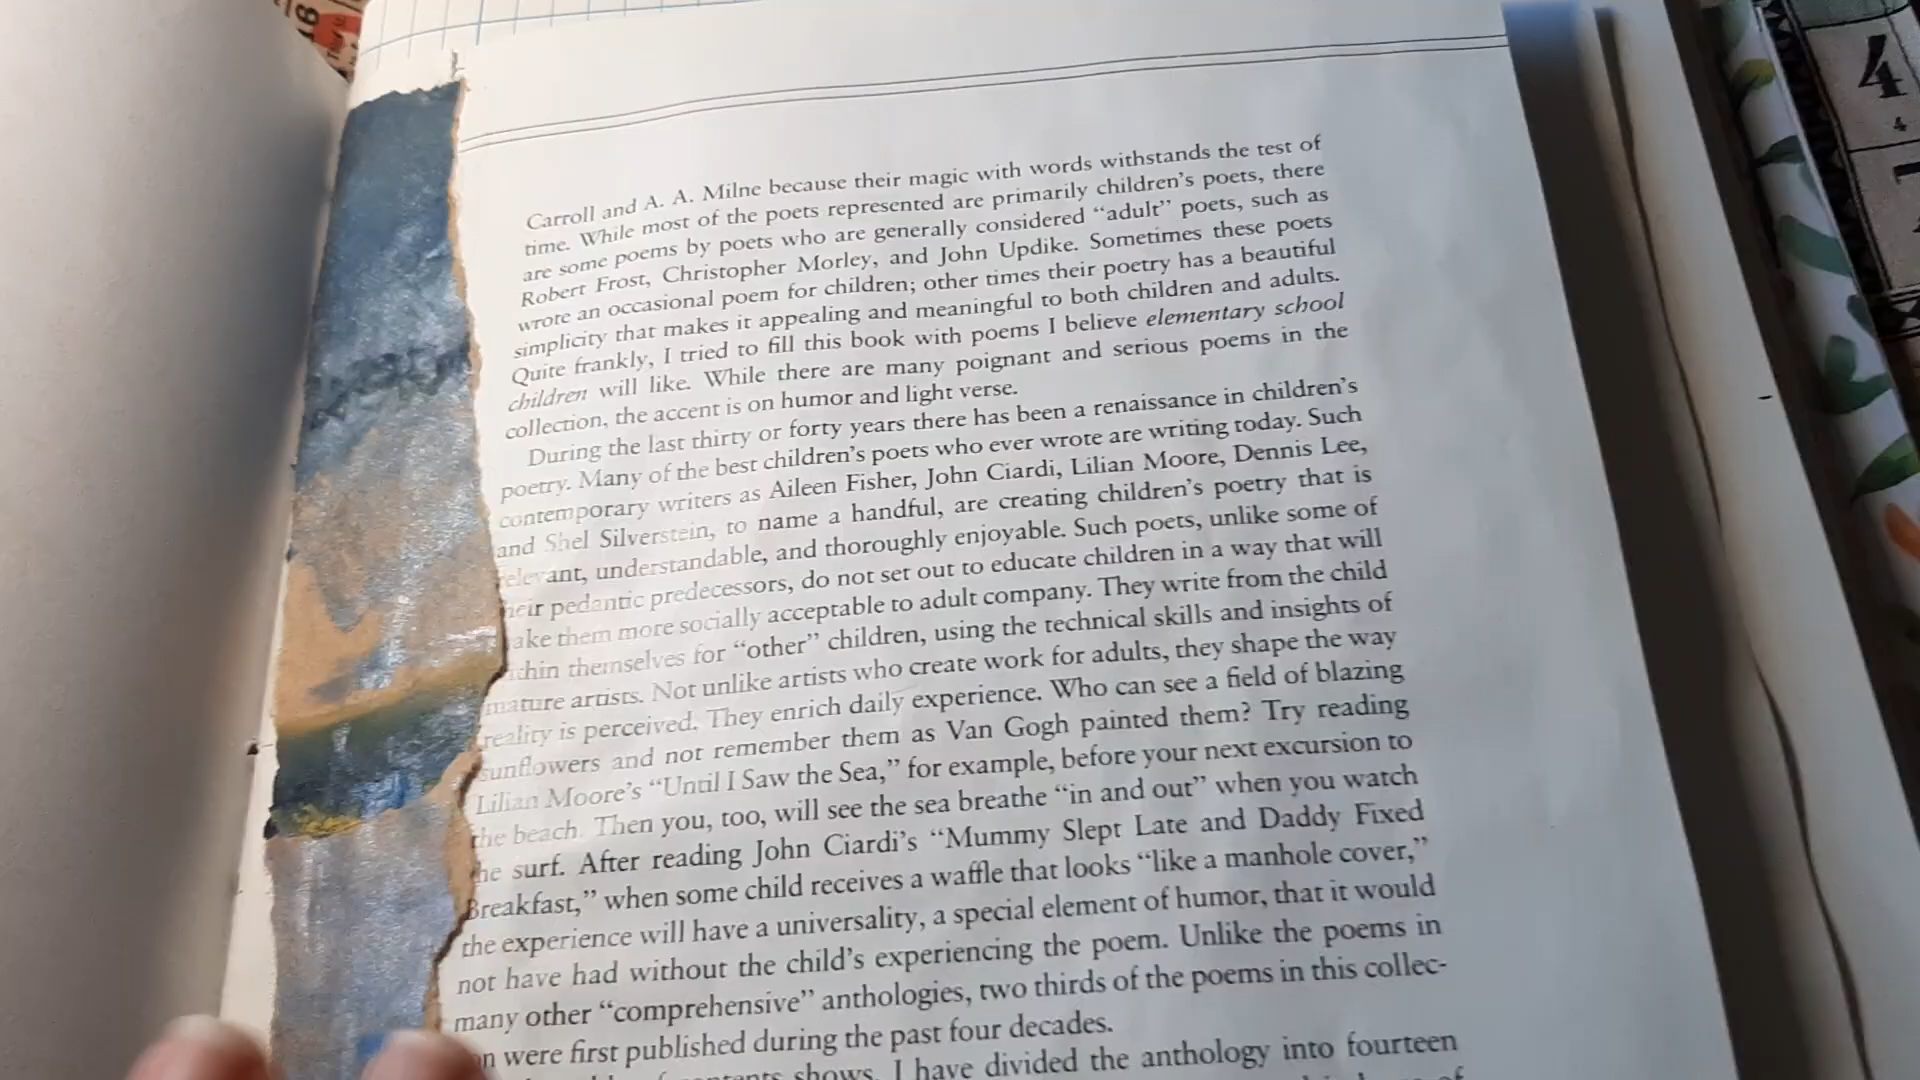 Carroll and A. A. Milne because their magic with words withstands the test of
time. While most of the poets represented are primarily children's poets, there
are some poems by poets who are generally considered "adult" poets, such as
Robert Frost, Christopher Morley, and John Updike. Sometimes these poets
wrote an occasional poem for children; other times their poetry has a beautiful
simplicity that makes it appealing and meaningful to both children and adults.
Quite frankly, I tried to fill this book with poems I believe elementary school
children will like. While there are many poignant and serious poems in the
collection, the accent is on humor and light verse.
During the last thirty or forty years there has been a renaissance in children's
poetry. Many of the best children's poets who ever wrote are writing today. Such
contemporary writers as Aileen Fisher, John Ciardi, Lilian Moore, Dennis Lee,
and Shel Silverstein, to name a handful, are creating children's poetry that is
elevant, understandable, and thoroughly enjoyable. Such poets, unlike some of
heir pedantic predecessors, do not set out to educate children in a way that will
ake them more socially acceptable to adult company. They write from the child
thin themselves for "other" children, using the technical skills and insights of
mature artists. Not unlike artists who create work for adults, they shape the way
reality is perceived. They enrich daily experience. Who can see a field of blazing
sunflowers and not remember them as Van Gogh painted them? Try reading
Lilian Moore's "Until I Saw the Sea," for example, before your next excursion to
the beach. Then you, too, will see the sea breathe "in and out" when you watch
he surf. After reading John Ciardi's "Mummy Slept Late and Daddy Fixed
Breakfast," when some child receives a waffle that looks "like a manhole cover,"
the experience will have a universality, a special element of humor, that it would
not have had without the child's experiencing the poem. Unlike the poems in
many other "comprehensive" anthologies, two thirds of the poems in this collec-
on were first published during the past four decades.
shows, I have divided the anthology into fourteen
4
4
16